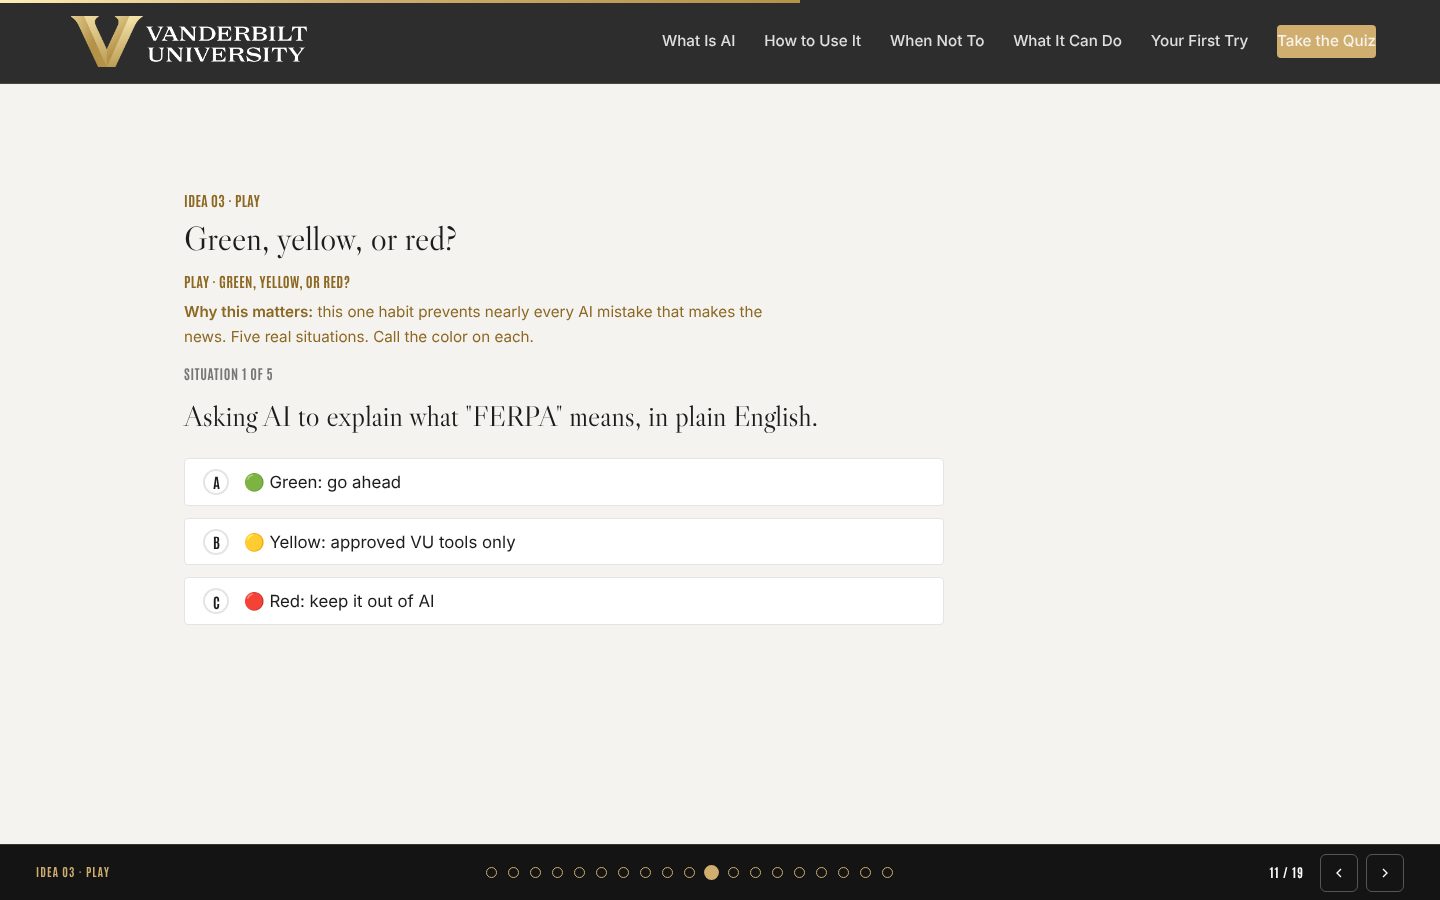 VANDERBILT
UNIVERSITY
What Is AI
How to Use It
When Not To
What It Can Do
Your First Try
Take the Quiz
IDEA 03 · PLAY
Green, yellow, or red?
PLAY · GREEN, YELLOW, OR RED?
Why this matters: this one habit prevents nearly every AI mistake that makes the
news. Five real situations. Call the color on each.
SITUATION 1 OF 5
Asking AI to explain what "FERPA" means, in plain English.
A Green: go ahead
B Yellow: approved VU tools only
C Red: keep it out of AI
IDEA 03 · PLAY
11 / 19